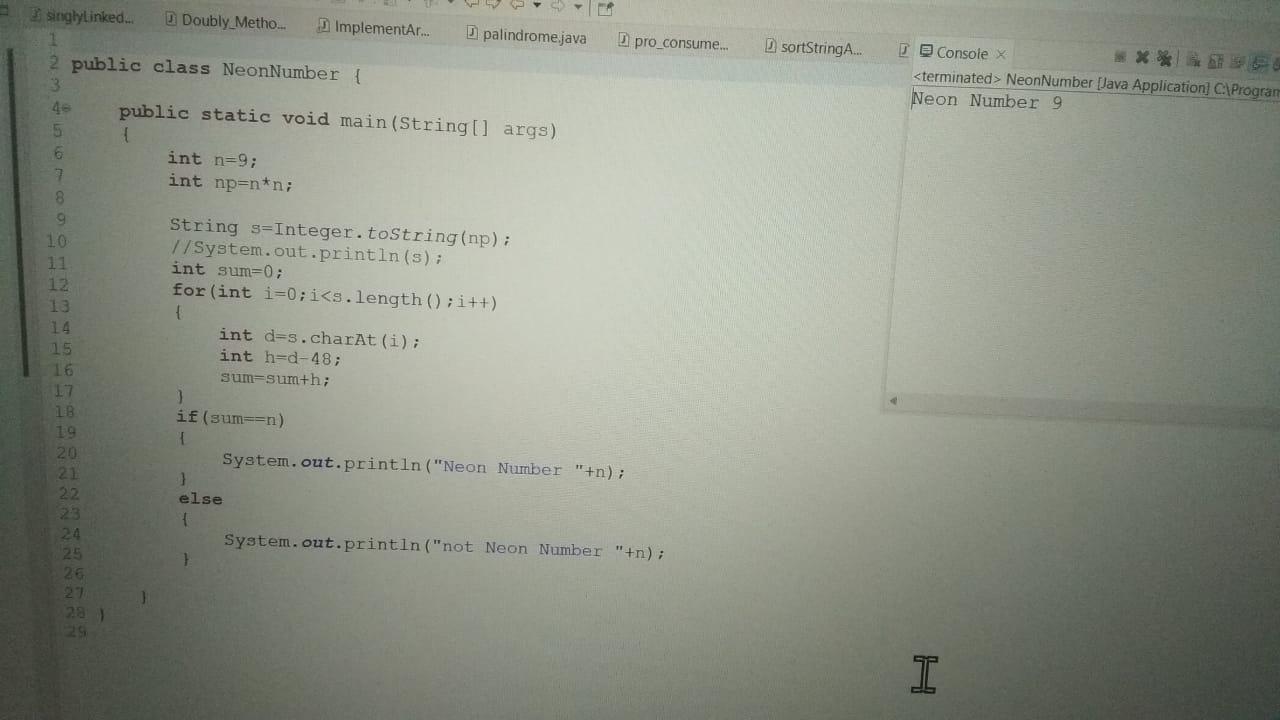 singlyLinked...
Doubly_Metho...
ImplementAr...
palindrome.java
pro_consume...
sortStringA...
Console
<terminated> NeonNumber [Java Application] C:\Program
Neon Number 9
1
2 public class NeonNumber {
3
4 public static void main(String[] args)
5 {
6 int n=9;
7 int np=n*n;
8
9 String s=Integer.toString(np);
10 //System.out.println(s);
11 int sum=0;
12 for(int i=0;i<s.length();i++)
13 {
14 int d=s.charAt(i);
15 int h=d-48;
16 sum=sum+h;
17 }
18 if(sum==n)
19 {
20 System.out.println("Neon Number "+n);
21 }
22 else
23 {
24 System.out.println("not Neon Number "+n);
25 }
26
27 }
28 }
29